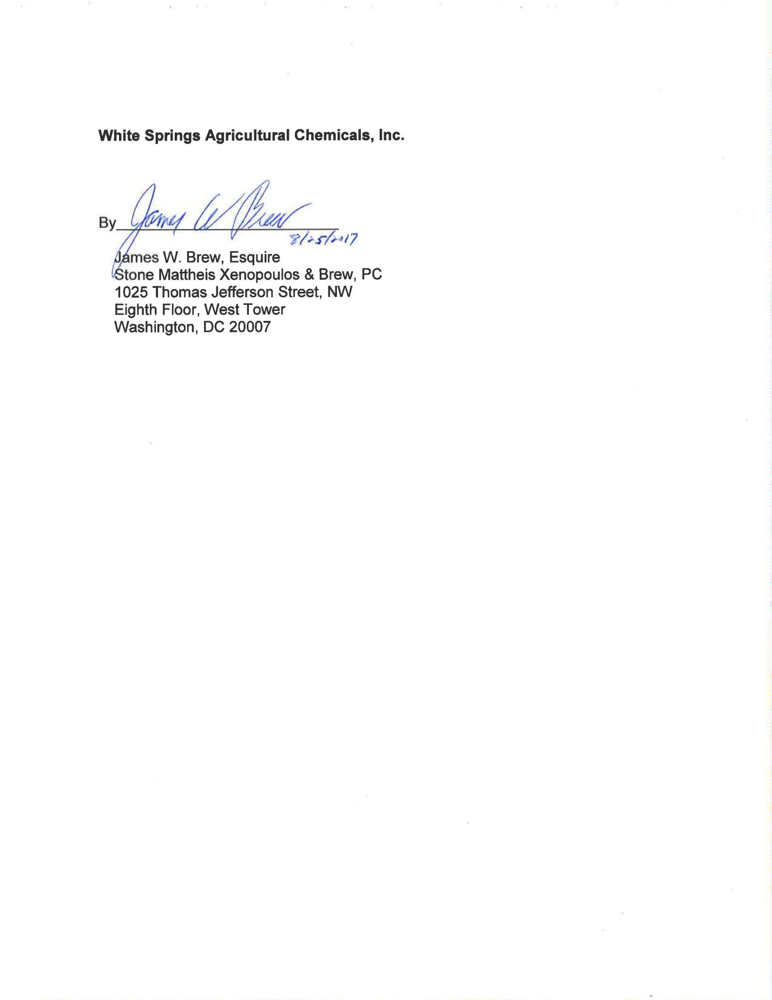 White Springs Agricultural Chemicals, Inc.
By James W Brew
8/25/2017
James W. Brew, Esquire
Stone Mattheis Xenopoulos & Brew, PC
1025 Thomas Jefferson Street, NW
Eighth Floor, West Tower
Washington, DC 20007